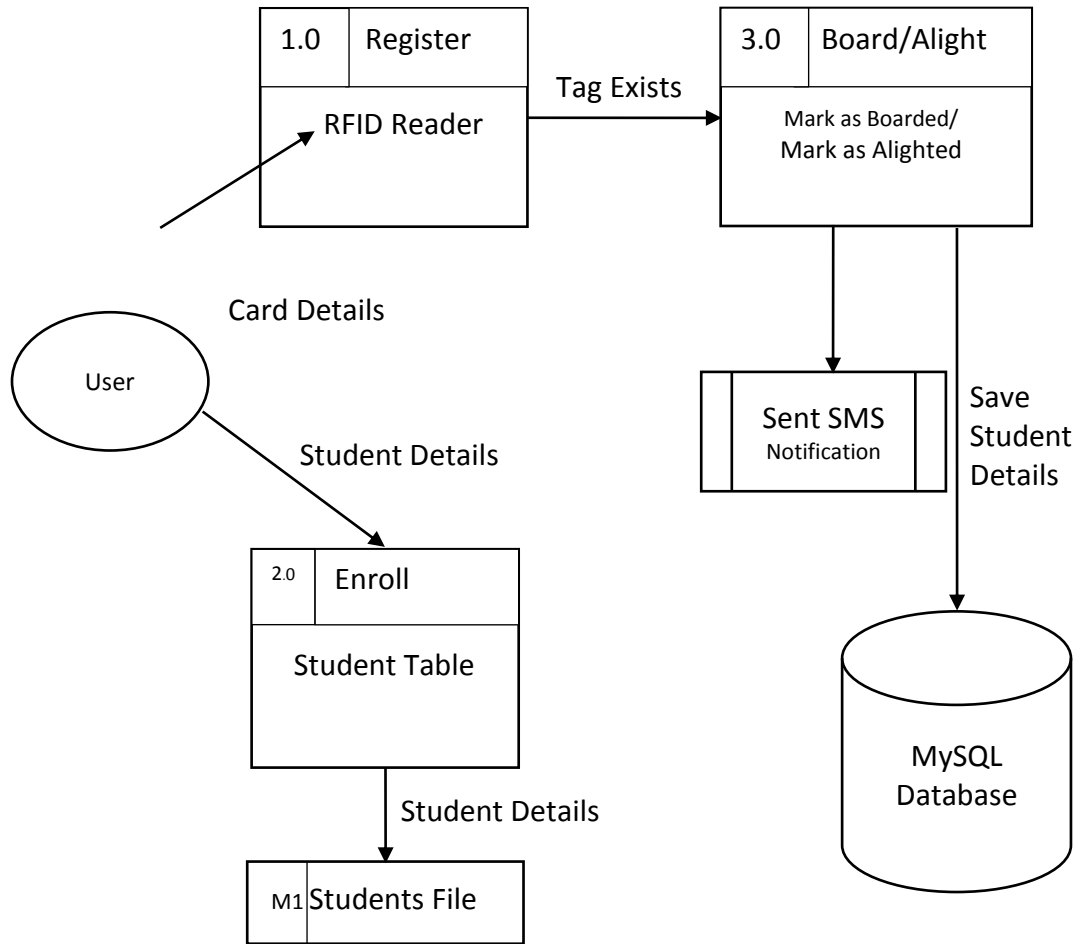 1.0 Register
RFID Reader
Tag Exists
3.0 Board/Alight
Mark as Boarded/
Mark as Alighted
Card Details
User
Student Details
Sent SMS
Notification
Save
Student
Details
2.0 Enroll
Student Table
Student Details
M1 Students File
MySQL
Database